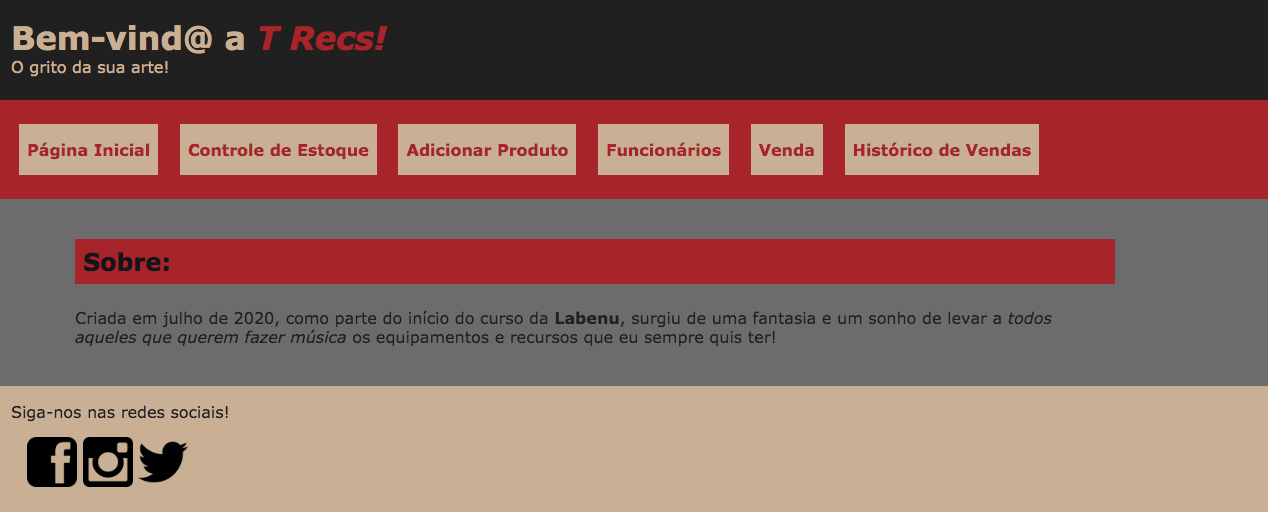 Bem-vind@ a T Recs!
O grito da sua arte!
Página Inicial Controle de Estoque Adicionar Produto Funcionários Venda Histórico de Vendas
Sobre:
Criada em julho de 2020, como parte do início do curso da Labenu, surgiu de uma fantasia e um sonho de levar a todos
aqueles que querem fazer música os equipamentos e recursos que eu sempre quis ter!
Siga-nos nas redes sociais!